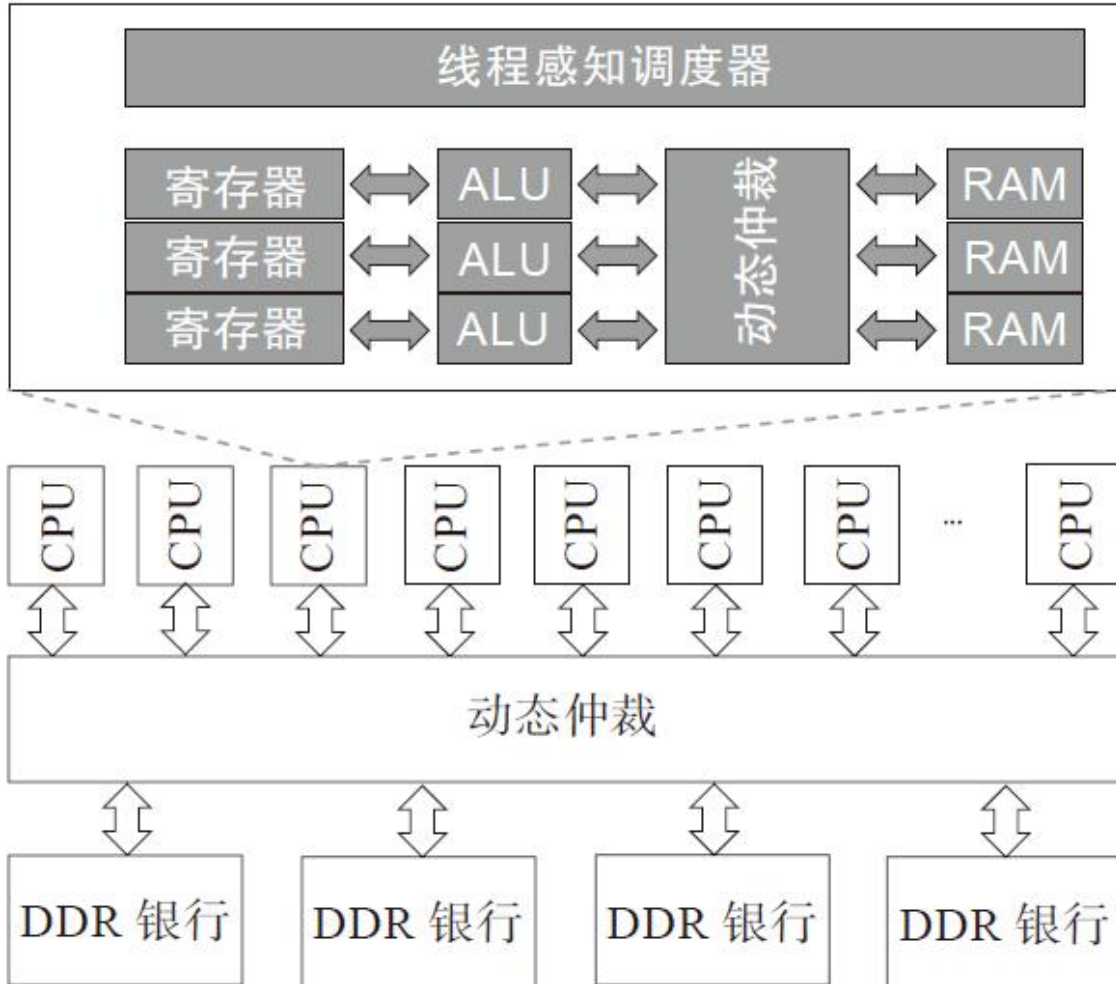 线程感知调度器
寄存器 ALU 动态仲裁 RAM
寄存器 ALU RAM
寄存器 ALU RAM
CPU CPU CPU CPU CPU CPU CPU ... CPU
动态仲裁
DDR 银行 DDR 银行 DDR 银行 DDR 银行